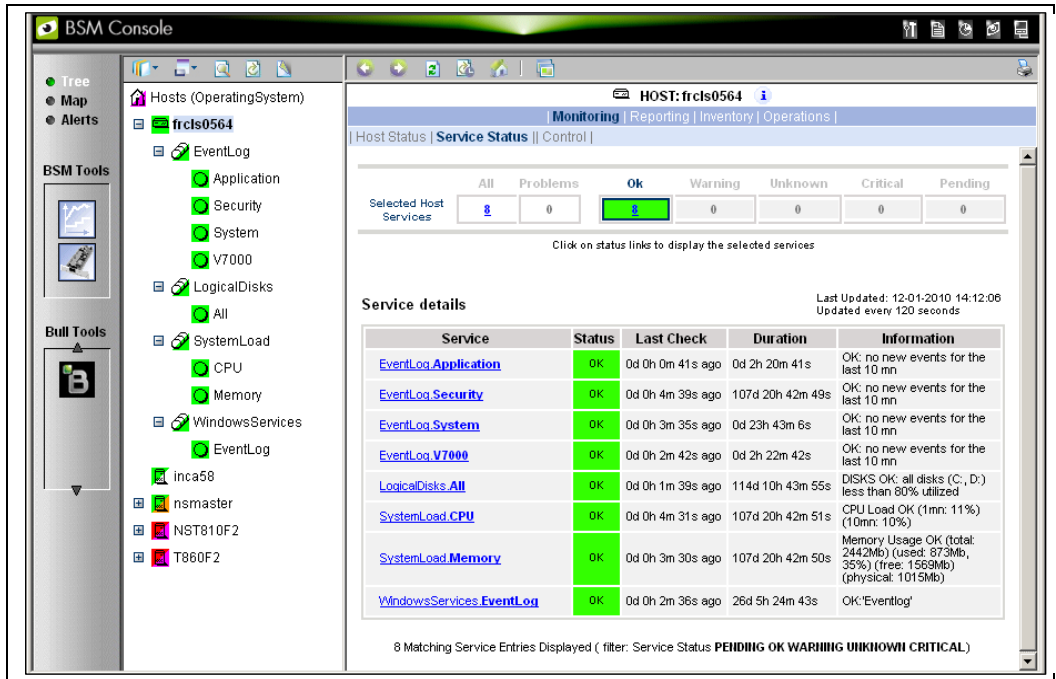 BSM Console
Tree
Map
Alerts
BSM Tools
Bull Tools
Hosts (OperatingSystem)
frcls0564
EventLog
Application
Security
System
V7000
LogicalDisks
All
SystemLoad
CPU
Memory
WindowsServices
EventLog
inca58
nsmaster
NST810F2
T860F2
HOST: frcls0564
| Monitoring | Reporting | Inventory | Operations |
| Host Status | Service Status || Control |
All Problems Ok Warning Unknown Critical Pending
Selected Host Services 8 0 8 0 0 0 0
Click on status links to display the selected services
Service details
Last Updated: 12-01-2010 14:12:06
Updated every 120 seconds
Service Status Last Check Duration Information
EventLog.Application OK 0d 0h 0m 41s ago 0d 2h 20m 41s OK: no new events for the last 10 mn
EventLog.Security OK 0d 0h 4m 39s ago 107d 20h 42m 49s OK: no new events for the last 10 mn
EventLog.System OK 0d 0h 3m 35s ago 0d 23h 43m 6s OK: no new events for the last 10 mn
EventLog.V7000 OK 0d 0h 2m 42s ago 0d 2h 22m 42s OK: no new events for the last 10 mn
LogicalDisks.All OK 0d 0h 1m 39s ago 114d 10h 43m 55s DISKS OK: all disks (C:, D:) less than 80% utilized
SystemLoad.CPU OK 0d 0h 4m 31s ago 107d 20h 42m 51s CPU Load OK (1mn: 11%) (10mn: 10%)
SystemLoad.Memory OK 0d 0h 3m 30s ago 107d 20h 42m 50s Memory Usage OK (total: 2442Mb) (used: 873Mb, 35%) (free: 1569Mb) (physical: 1015Mb)
WindowsServices.EventLog OK 0d 0h 2m 36s ago 26d 5h 24m 43s OK:'Eventlog'
8 Matching Service Entries Displayed ( filter: Service Status PENDING OK WARNING UNKNOWN CRITICAL)